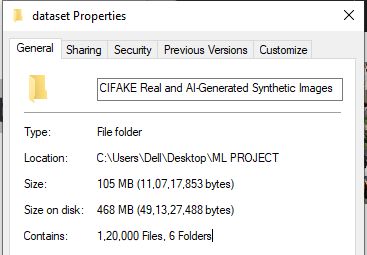 dataset Properties
General Sharing Security Previous Versions Customize
CIFAKE Real and AI-Generated Synthetic Images
Type: File folder
Location: C:\Users\Dell\Desktop\ML PROJECT
Size: 105 MB (11,07,17,853 bytes)
Size on disk: 468 MB (49,13,27,488 bytes)
Contains: 1,20,000 Files, 6 Folders